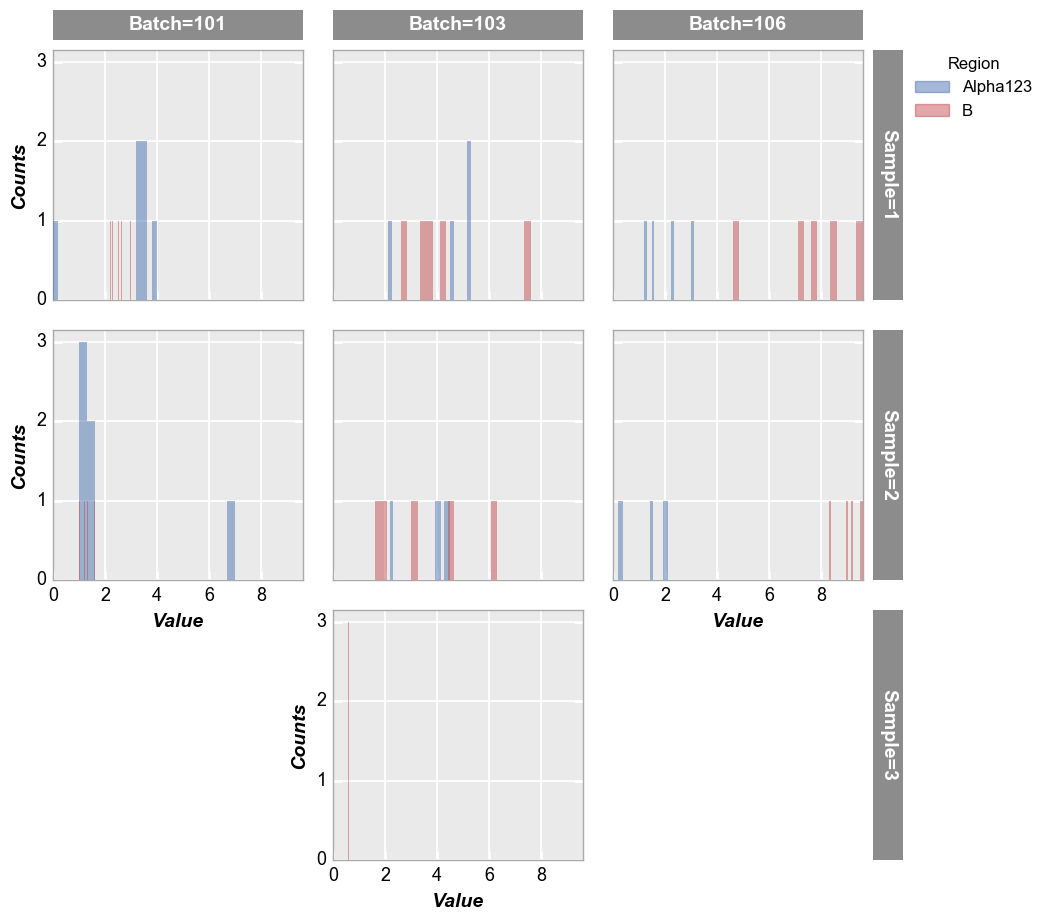 Batch=101 Batch=103 Batch=106
Region
Alpha123
B
3
2
1
0
Counts
Sample=1
3
2
1
0
Counts
Sample=2
0 2 4 6 8
Value
0 2 4 6 8
Value
3
2
1
0
Counts
Sample=3
0 2 4 6 8
Value